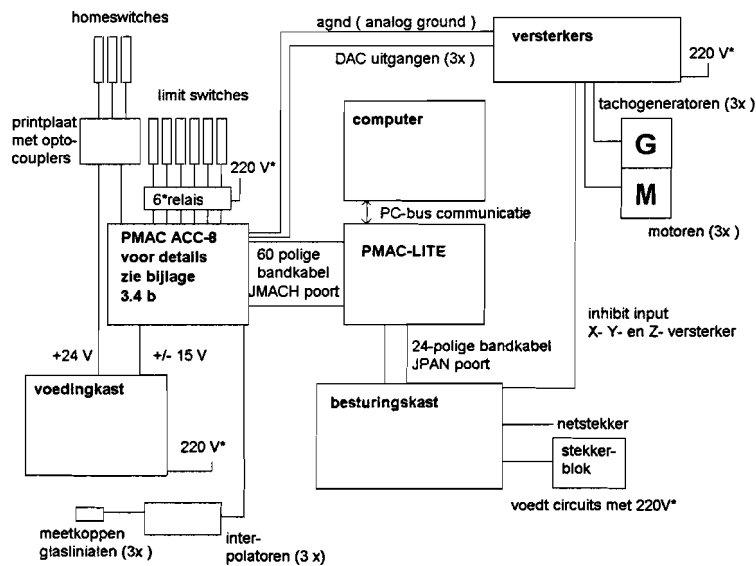 homeswitches
agnd ( analog ground )
versterkers
220 V*
DAC uitgangen (3x )
limit switches
tachogeneratoren (3x )
printplaat
met opto-
couplers
computer
G
220 V*
6*relais
M
PC-bus communicatie
motoren (3x )
PMAC ACC-8
voor details
zie bijlage
3.4 b
60 polige
bandkabel
JMACH poort
PMAC-LITE
inhibit input
X- Y- en Z- versterker
+24 V
+/- 15 V
24-polige bandkabel
JPAN poort
voedingkast
besturingskast
netstekker
220 V*
stekker-
blok
voedt circuits met 220V*
meetkoppen
glaslinialen (3x )
inter-
polatoren (3 x)